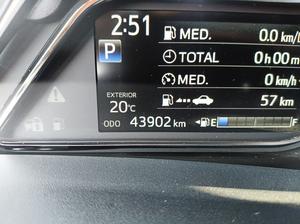 2:51 MED. 0.0 km/l
P TOTAL 0h00m
MED. 0 km/h
EXTERIOR
20°C 57 km
ODO 43902 km E F